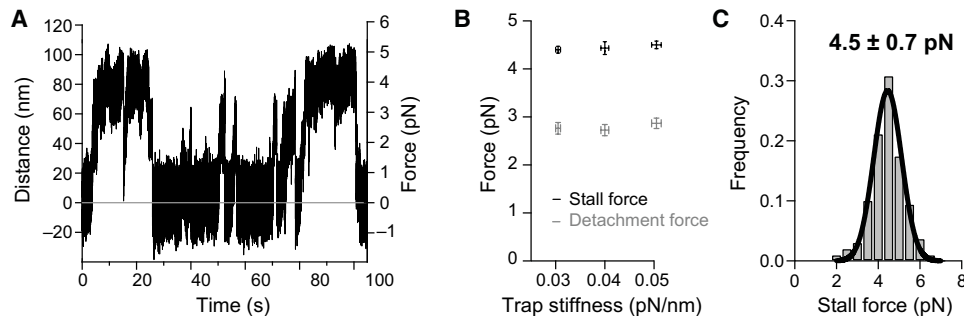 A
Distance (nm)
120
100
80
60
40
20
0
–20
6
5
4
3
2
1
0
–1
Force (pN)
0 20 40 60 80 95
Time (s)
B
Force (pN)
5
4
3
2
1
0
– Stall force
– Detachment force
0.03 0.04 0.05
Trap stiffness (pN/nm)
C
4.5 ± 0.7 pN
Frequency
0.4
0.3
0.2
0.1
0.0
0 2 4 6 8
Stall force (pN)